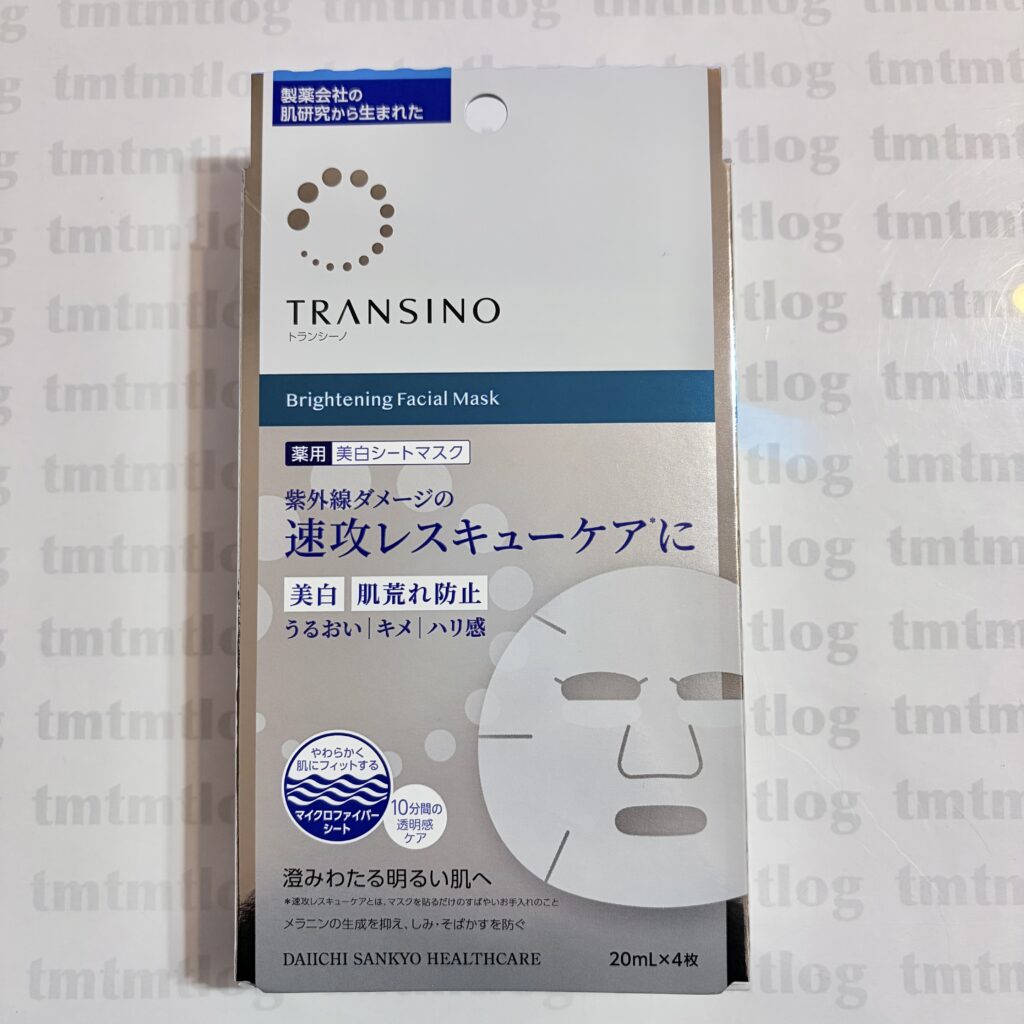 製薬会社の
肌研究から生まれた
TRANSINO
トランシーノ
Brightening Facial Mask
薬用 美白シートマスク
紫外線ダメージの
速攻レスキューケア*に
美白 肌荒れ防止
うるおい|キメ|ハリ感
やわらかく
肌にフィットする
マイクロファイバー
シート
10分間の
透明感
ケア
澄みわたる明るい肌へ
*速攻レスキューケアとは、マスクを貼るだけのすばやいお手入れのこと
メラニンの生成を抑え、しみ・そばかすを防ぐ
DAIICHI SANKYO HEALTHCARE 20mL×4枚
tmtmtlog